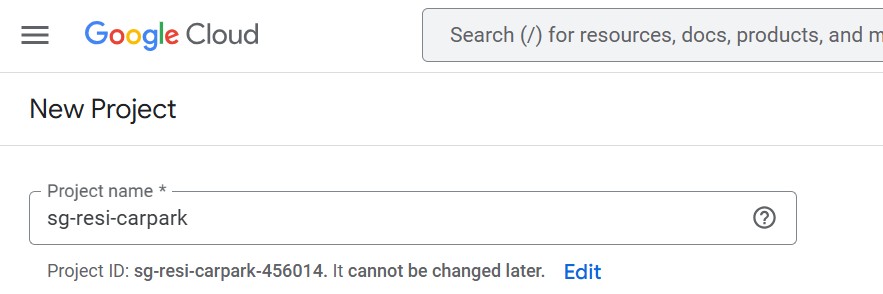 Google Cloud
Search (/) for resources, docs, products, and m
New Project
Project name *
sg-resi-carpark
Project ID: sg-resi-carpark-456014. It cannot be changed later. Edit